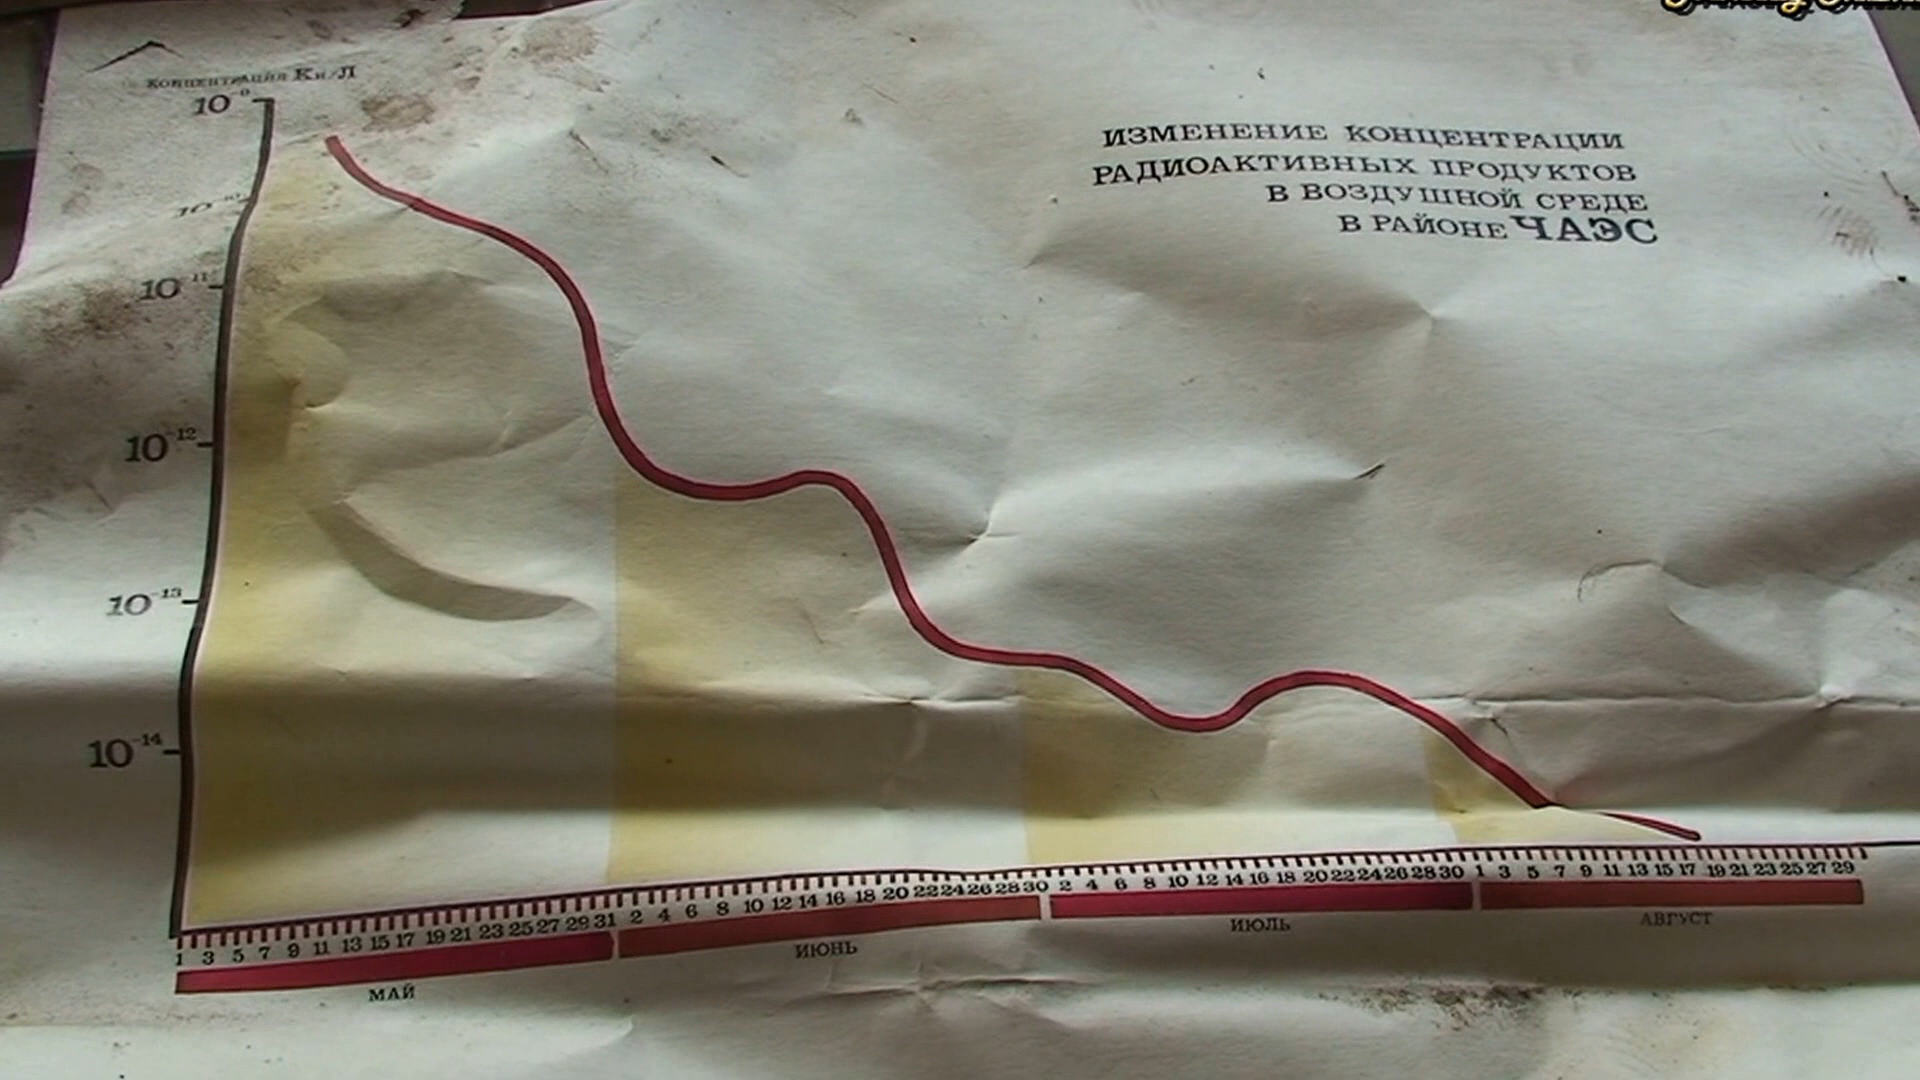 КОНЦЕНТРАЦИЯ Ки/Л
ИЗМЕНЕНИЕ КОНЦЕНТРАЦИИ
РАДИОАКТИВНЫХ ПРОДУКТОВ
В ВОЗДУШНОЙ СРЕДЕ
В РАЙОНЕ ЧАЭС
10⁻⁹
10⁻¹⁰
10⁻¹¹
10⁻¹²
10⁻¹³
10⁻¹⁴
1 3 5 7 9 11 13 15 17 19 21 23 25 27 29 31 2 4 6 8 10 12 14 16 18 20 22 24 26 28 30 2 4 6 8 10 12 14 16 18 20 22 24 26 28 30 1 3 5 7 9 11 13 15 17 19 21 23 25 27 29
МАЙ ИЮНЬ ИЮЛЬ АВГУСТ